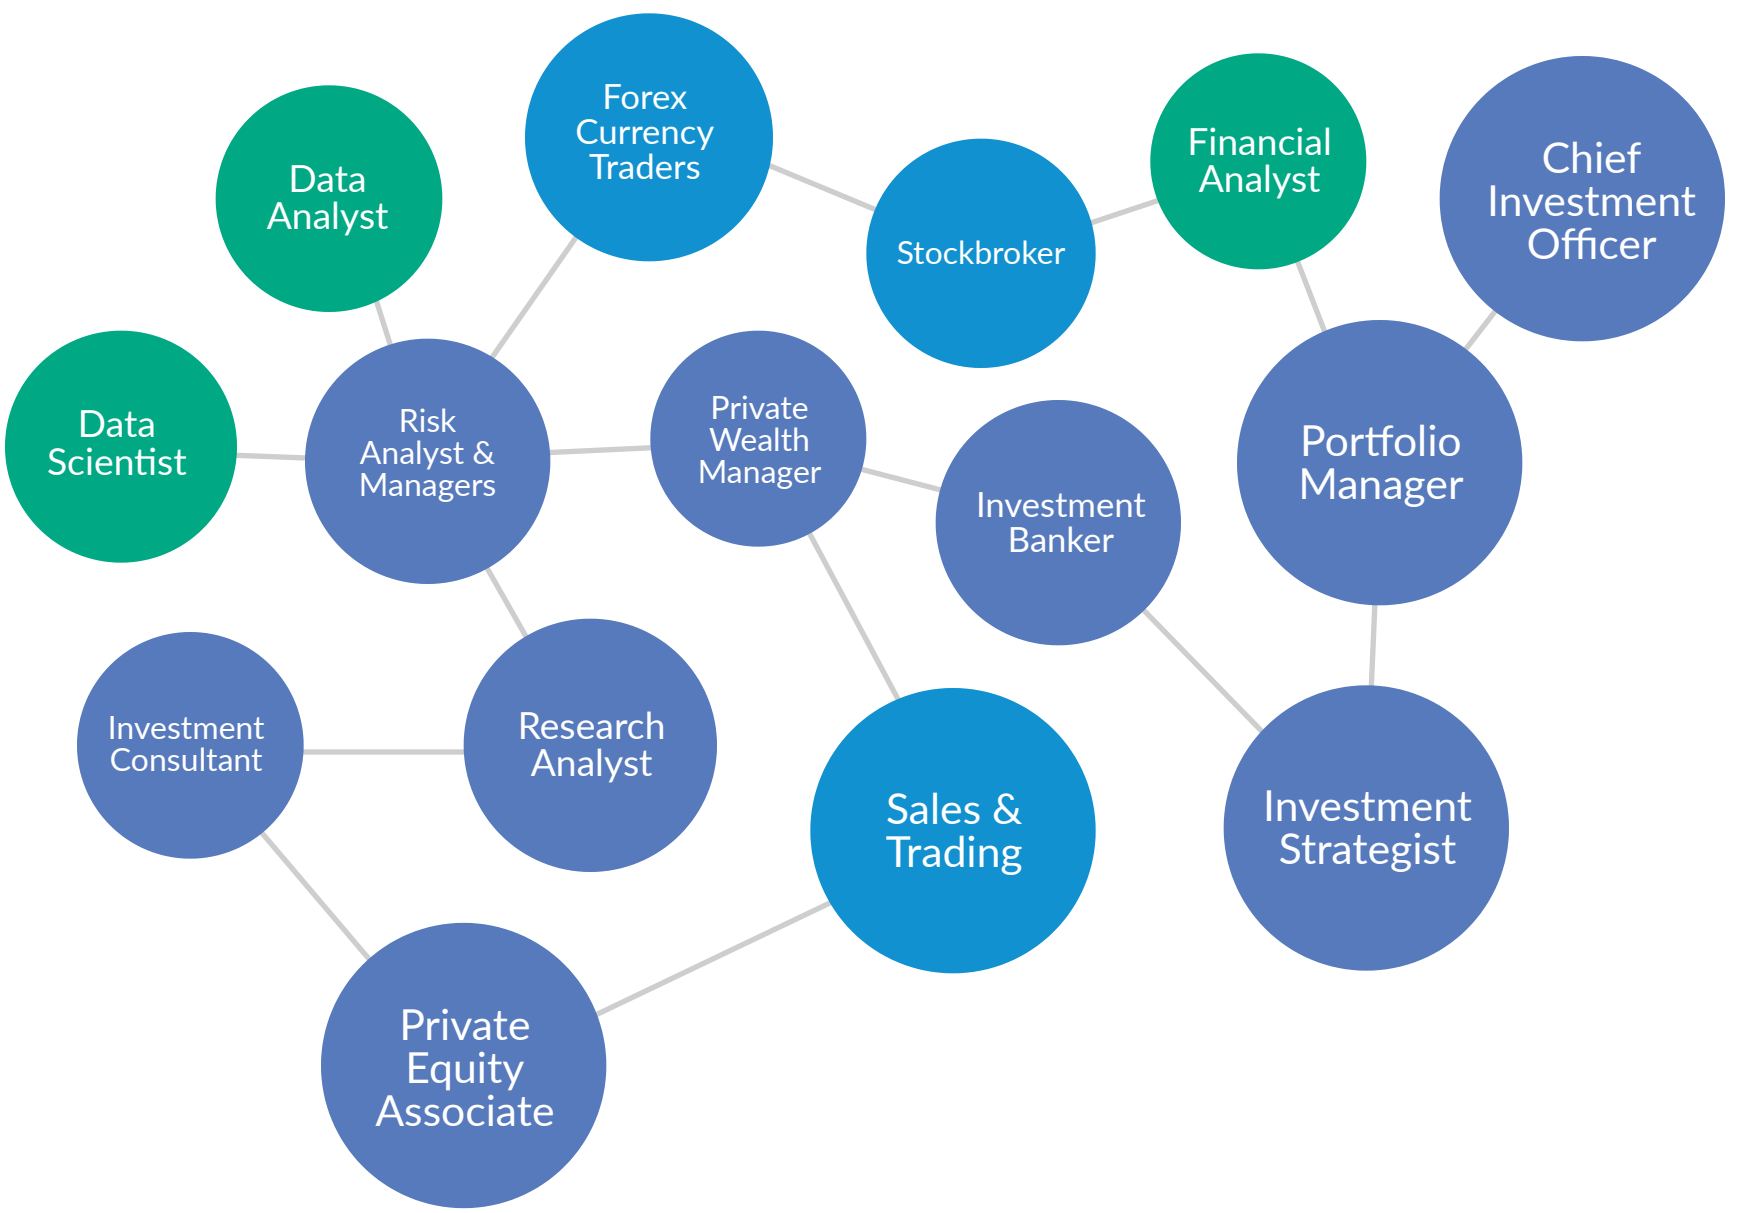 Forex
Currency
Traders
Financial
Analyst
Chief
Investment
Officer
Data
Analyst
Stockbroker
Data
Scientist
Risk
Analyst &
Managers
Private
Wealth
Manager
Investment
Banker
Portfolio
Manager
Investment
Consultant
Research
Analyst
Sales &
Trading
Investment
Strategist
Private
Equity
Associate